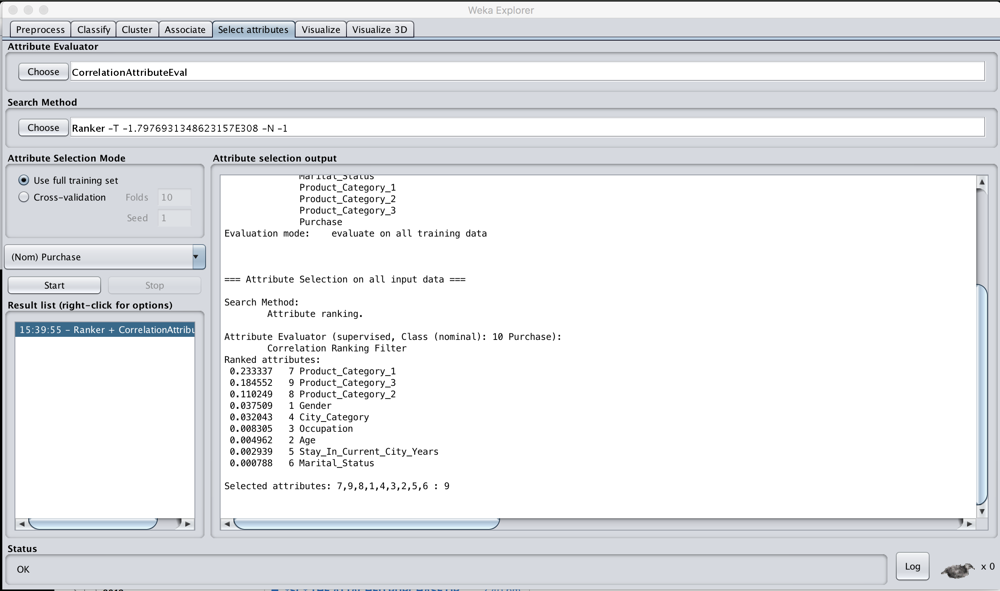 Weka Explorer
Preprocess Classify Cluster Associate Select attributes Visualize Visualize 3D
Attribute Evaluator
Choose CorrelationAttributeEval
Search Method
Choose Ranker -T -1.7976931348623157E308 -N -1
Attribute Selection Mode
Use full training set
Cross-validation Folds 10
Seed 1
(Nom) Purchase
Start Stop
Result list (right-click for options)
15:39:55 - Ranker + CorrelationAttribu
Attribute selection output
Marital_Status
Product_Category_1
Product_Category_2
Product_Category_3
Purchase
Evaluation mode: evaluate on all training data
=== Attribute Selection on all input data ===
Search Method:
Attribute ranking.
Attribute Evaluator (supervised, Class (nominal): 10 Purchase):
Correlation Ranking Filter
Ranked attributes:
0.233337 7 Product_Category_1
0.184552 9 Product_Category_3
0.110249 8 Product_Category_2
0.037509 1 Gender
0.032043 4 City_Category
0.008305 3 Occupation
0.004962 2 Age
0.002939 5 Stay_In_Current_City_Years
0.000788 6 Marital_Status
Selected attributes: 7,9,8,1,4,3,2,5,6 : 9
Status
OK
Log x 0